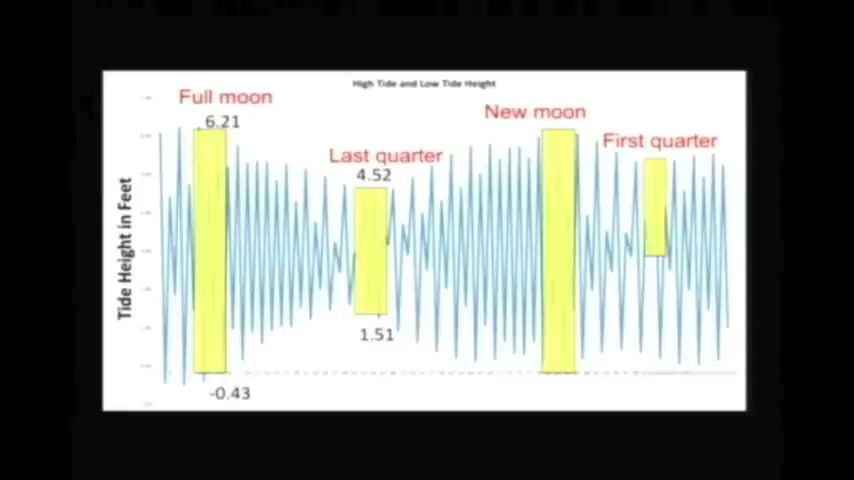 High Tide and Low Tide Height
Full moon
6.21
New moon
First quarter
Last quarter
4.52
Tide Height in Feet
1.51
-0.43